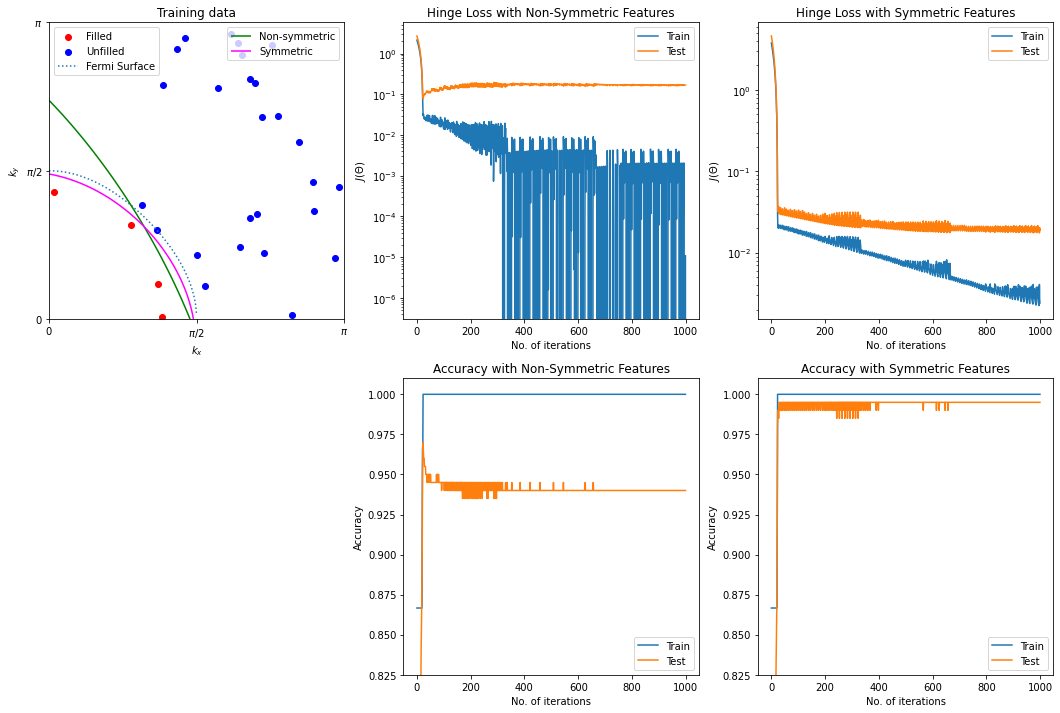 Training data
π
Filled
Unfilled
Fermi Surface
Non-symmetric
Symmetric
k_y
π/2
0
0
π/2
π
k_x
Hinge Loss with Non-Symmetric Features
Train
Test
10^0
10^{-1}
10^{-2}
10^{-3}
10^{-4}
10^{-5}
10^{-6}
J(Θ)
0 200 400 600 800 1000
No. of iterations
Hinge Loss with Symmetric Features
Train
Test
10^0
10^{-1}
10^{-2}
J(Θ)
0 200 400 600 800 1000
No. of iterations
Accuracy with Non-Symmetric Features
1.000
0.975
0.950
0.925
0.900
0.875
0.850
0.825
Accuracy
Train
Test
0 200 400 600 800 1000
No. of iterations
Accuracy with Symmetric Features
1.000
0.975
0.950
0.925
0.900
0.875
0.850
0.825
Accuracy
Train
Test
0 200 400 600 800 1000
No. of iterations